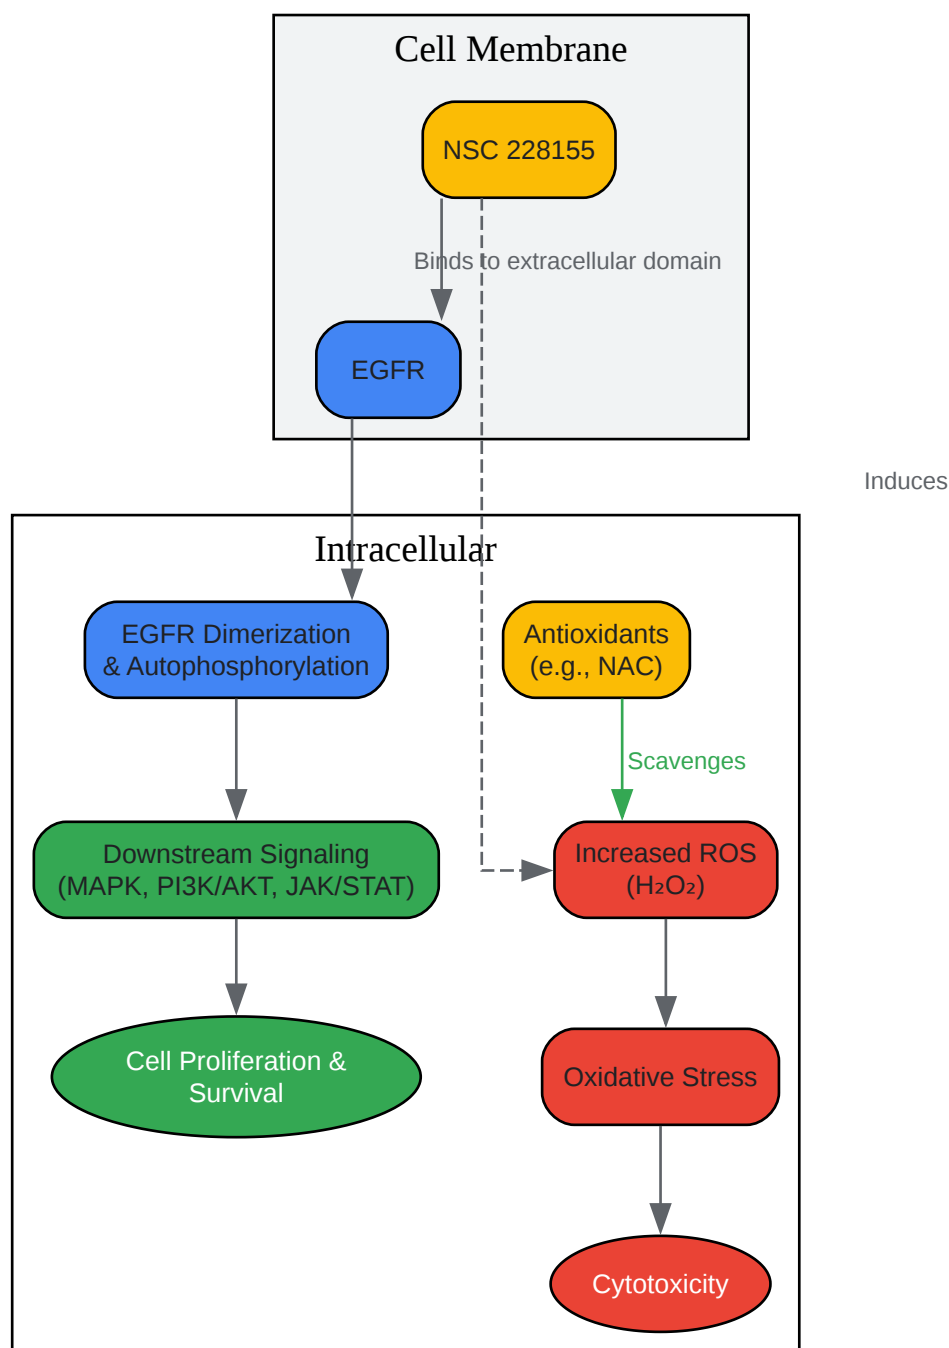 Cell Membrane
NSC 228155
Binds to extracellular domain
EGFR
Induces
Intracellular
EGFR Dimerization
& Autophosphorylation
Antioxidants
(e.g., NAC)
Scavenges
Downstream Signaling
(MAPK, PI3K/AKT, JAK/STAT)
Increased ROS
(H₂O₂)
Cell Proliferation &
Survival
Oxidative Stress
Cytotoxicity